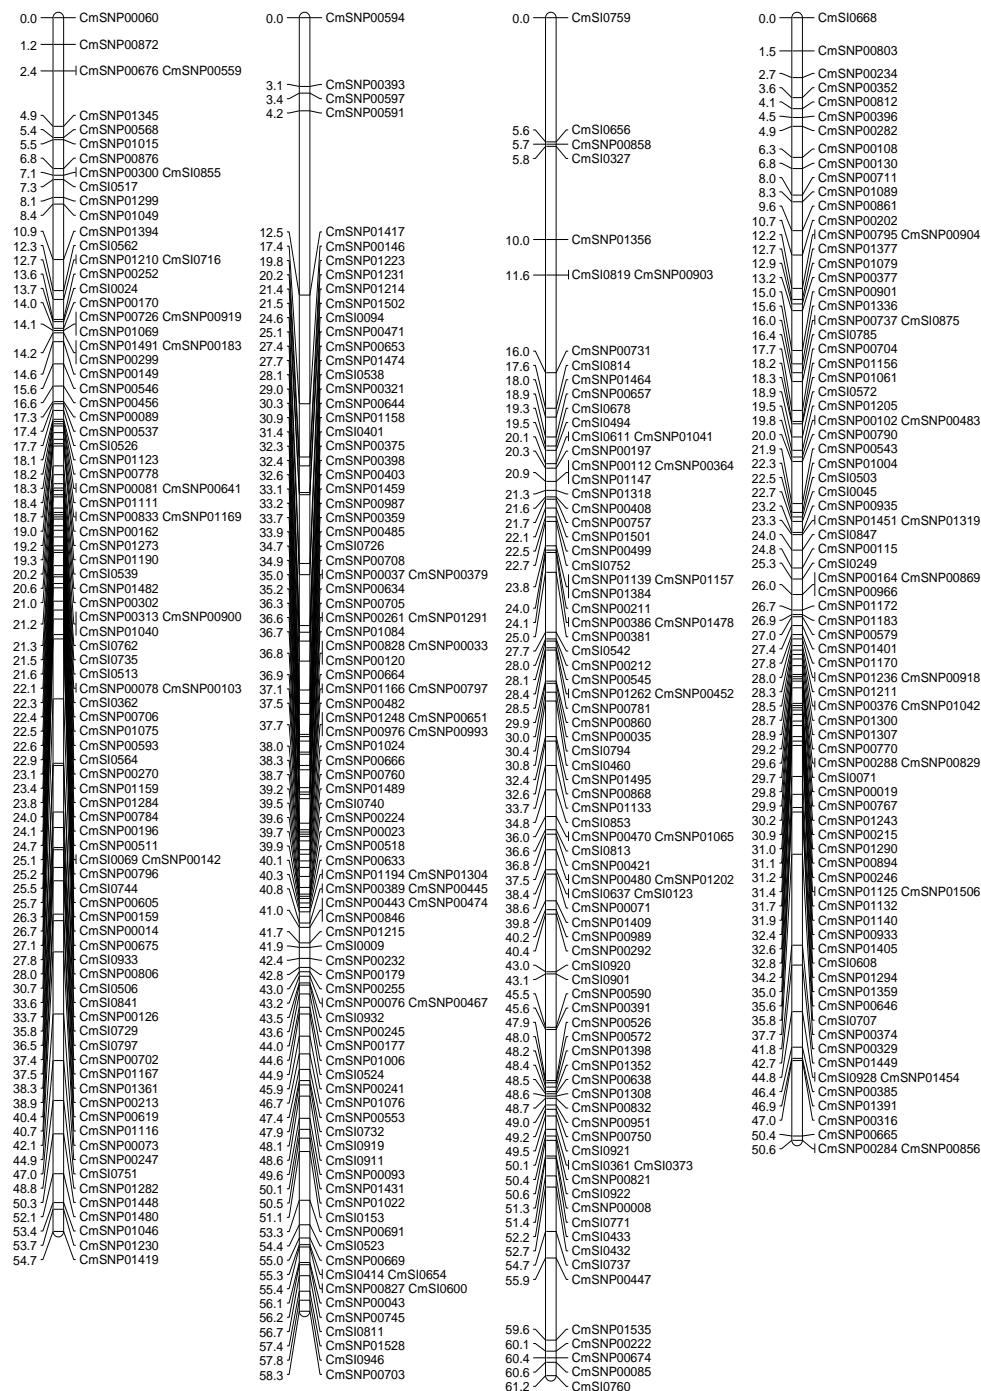 0.0 CmSNP00060
1.2 CmSNP00872
2.4 CmSNP00676 CmSNP00559
4.9 CmSNP01345
5.4 CmSNP00568
5.5 CmSNP01015
6.8 CmSNP00876
7.1 CmSNP00300 CmSI0855
7.3 CmSI0517
8.1 CmSNP01299
8.4 CmSNP01049
10.9 CmSNP01394
12.3 CmSI0562
12.7 CmSNP01210 CmSI0716
13.6 CmSNP00252
13.7 CmSI0024
14.0 CmSNP00170
14.1 CmSNP00726 CmSNP00919
CmSNP01069
14.2 CmSNP01491 CmSNP00183
CmSNP00299
14.6 CmSNP00149
15.6 CmSNP00546
16.6 CmSNP00456
17.3 CmSNP00089
17.4 CmSNP00537
17.7 CmSI0526
18.1 CmSNP01123
18.2 CmSNP00778
18.3 CmSNP00081 CmSNP00641
18.4 CmSNP01111
18.7 CmSNP00833 CmSNP01169
19.0 CmSNP00162
19.2 CmSNP01273
19.3 CmSNP01190
20.2 CmSI0539
20.6 CmSNP01482
21.0 CmSNP00302
21.2 CmSNP00313 CmSNP00900
CmSNP01040
21.3 CmSI0762
21.5 CmSI0735
21.6 CmSI0513
22.1 CmSNP00078 CmSNP00103
22.3 CmSI0362
22.4 CmSNP00706
22.5 CmSNP01075
22.6 CmSNP00593
22.9 CmSI0564
23.1 CmSNP00270
23.4 CmSNP01159
23.8 CmSNP01284
24.0 CmSNP00784
24.1 CmSNP00196
24.7 CmSNP00511
25.1 CmSI0069 CmSNP00142
25.2 CmSNP00796
25.5 CmSI0744
25.7 CmSNP00605
26.3 CmSNP00159
26.7 CmSNP00014
27.1 CmSNP00675
27.8 CmSI0933
28.0 CmSNP00806
30.7 CmSI0506
33.6 CmSI0841
33.7 CmSNP00126
35.8 CmSI0729
36.5 CmSI0797
37.4 CmSNP00702
37.5 CmSNP01167
38.3 CmSNP01361
38.9 CmSNP00213
40.4 CmSNP00619
40.7 CmSNP01116
42.1 CmSNP00073
44.9 CmSNP00247
47.0 CmSI0751
48.8 CmSNP01282
50.3 CmSNP01448
52.1 CmSNP01480
53.4 CmSNP01046
53.7 CmSNP01230
54.7 CmSNP01419
0.0 CmSNP00594
3.1 CmSNP00393
3.4 CmSNP00597
4.2 CmSNP00591
12.5 CmSNP01417
17.4 CmSNP00146
19.8 CmSNP01223
20.2 CmSNP01231
21.4 CmSNP01214
21.5 CmSNP01502
24.6 CmSI0094
25.1 CmSNP00471
27.4 CmSNP00653
27.7 CmSNP01474
28.1 CmSI0538
29.0 CmSNP00321
30.3 CmSNP00644
30.9 CmSNP01158
31.4 CmSI0401
32.3 CmSNP00375
32.4 CmSNP00398
32.6 CmSNP00403
33.1 CmSNP01459
33.2 CmSNP00987
33.7 CmSNP00359
33.9 CmSNP00485
34.7 CmSI0726
34.9 CmSNP00708
35.0 CmSNP00037 CmSNP00379
35.2 CmSNP00634
36.3 CmSNP00705
36.6 CmSNP00261 CmSNP01291
36.7 CmSNP01084
36.8 CmSNP00828 CmSNP00033
CmSNP00120
36.9 CmSNP00664
37.1 CmSNP01166 CmSNP00797
37.5 CmSNP00482
37.7 CmSNP01248 CmSNP00651
CmSNP00976 CmSNP00993
38.0 CmSNP01024
38.3 CmSNP00666
38.7 CmSNP00760
39.2 CmSNP01489
39.5 CmSI0740
39.6 CmSNP00224
39.7 CmSNP00023
39.9 CmSNP00518
40.1 CmSNP00633
40.3 CmSNP01194 CmSNP01304
40.8 CmSNP00389 CmSNP00445
41.0 CmSNP00443 CmSNP00474
CmSNP00846
41.7 CmSNP01215
41.9 CmSI0009
42.4 CmSNP00232
42.8 CmSNP00179
43.0 CmSNP00255
43.2 CmSNP00076 CmSNP00467
43.5 CmSI0932
43.6 CmSNP00245
44.0 CmSNP00177
44.6 CmSNP01006
44.9 CmSI0524
45.9 CmSNP00241
46.7 CmSNP01076
47.4 CmSNP00553
47.9 CmSI0732
48.1 CmSI0919
48.6 CmSI0911
49.6 CmSNP00093
50.1 CmSNP01431
50.5 CmSNP01022
51.1 CmSI0153
53.3 CmSNP00691
54.4 CmSI0523
55.0 CmSNP00669
55.3 CmSI0414 CmSI0654
55.4 CmSNP00827 CmSI0600
56.1 CmSNP00043
56.2 CmSNP00745
56.7 CmSI0811
57.4 CmSNP01528
57.8 CmSI0946
58.3 CmSNP00703
0.0 CmSI0759
5.6 CmSI0656
5.7 CmSNP00858
5.8 CmSI0327
10.0 CmSNP01356
11.6 CmSI0819 CmSNP00903
16.0 CmSNP00731
17.6 CmSI0814
18.0 CmSNP01464
18.9 CmSNP00657
19.3 CmSI0678
19.5 CmSI0494
20.1 CmSI0611 CmSNP01041
20.3 CmSNP00197
20.9 CmSNP00112 CmSNP00364
CmSNP01147
21.3 CmSNP01318
21.6 CmSNP00408
21.7 CmSNP00757
22.1 CmSNP01501
22.5 CmSNP00499
22.7 CmSI0752
23.8 CmSNP01139 CmSNP01157
CmSNP01384
24.0 CmSNP00211
24.1 CmSNP00386 CmSNP01478
25.0 CmSNP00381
27.7 CmSI0542
28.0 CmSNP00212
28.1 CmSNP00545
28.4 CmSNP01262 CmSNP00452
28.5 CmSNP00781
29.9 CmSNP00860
30.0 CmSNP00035
30.4 CmSI0794
30.8 CmSI0460
32.4 CmSNP01495
32.6 CmSNP00868
33.7 CmSNP01133
34.8 CmSI0853
36.0 CmSNP00470 CmSNP01065
36.6 CmSI0813
36.8 CmSNP00421
37.5 CmSNP00480 CmSNP01202
38.4 CmSI0637 CmSI0123
38.6 CmSNP00071
39.8 CmSNP01409
40.2 CmSNP00989
40.4 CmSNP00292
43.0 CmSI0920
43.1 CmSI0901
45.5 CmSNP00590
45.6 CmSNP00391
47.9 CmSNP00526
48.0 CmSNP00572
48.2 CmSNP01398
48.4 CmSNP01352
48.5 CmSNP00638
48.6 CmSNP01308
48.7 CmSNP00832
49.0 CmSNP00951
49.2 CmSNP00750
49.5 CmSI0921
50.1 CmSI0361 CmSI0373
50.4 CmSNP00821
50.6 CmSI0922
51.3 CmSNP00008
51.4 CmSI0771
52.2 CmSI0433
52.7 CmSI0432
54.7 CmSI0737
55.9 CmSNP00447
59.6 CmSNP01535
60.1 CmSNP00222
60.4 CmSNP00674
60.6 CmSNP00085
61.2 CmSI0760
0.0 CmSI0668
1.5 CmSNP00803
2.7 CmSNP00234
3.6 CmSNP00352
4.1 CmSNP00812
4.5 CmSNP00396
4.9 CmSNP00282
6.3 CmSNP00108
6.8 CmSNP00130
8.0 CmSNP00711
8.3 CmSNP01089
9.6 CmSNP00861
10.7 CmSNP00202
12.2 CmSNP00795 CmSNP00904
12.7 CmSNP01377
12.9 CmSNP01079
13.2 CmSNP00377
15.0 CmSNP00901
15.6 CmSNP01336
16.0 CmSNP00737 CmSI0875
16.4 CmSI0785
17.7 CmSNP00704
18.2 CmSNP01156
18.3 CmSNP01061
18.9 CmSI0572
19.5 CmSNP01205
19.8 CmSNP00102 CmSNP00483
20.0 CmSNP00790
21.9 CmSNP00543
22.3 CmSNP01004
22.5 CmSI0503
22.7 CmSI0045
23.2 CmSNP00935
23.3 CmSNP01451 CmSNP01319
24.0 CmSI0847
24.8 CmSNP00115
25.3 CmSI0249
26.0 CmSNP00164 CmSNP00869
CmSNP00966
26.7 CmSNP01172
26.9 CmSNP01183
27.0 CmSNP00579
27.4 CmSNP01401
27.8 CmSNP01170
28.0 CmSNP01236 CmSNP00918
28.3 CmSNP01211
28.5 CmSNP00376 CmSNP01042
28.7 CmSNP01300
28.9 CmSNP01307
29.2 CmSNP00770
29.6 CmSNP00288 CmSNP00829
29.7 CmSI0071
29.8 CmSNP00019
29.9 CmSNP00767
30.2 CmSNP01243
30.9 CmSNP00215
31.0 CmSNP01290
31.1 CmSNP00894
31.2 CmSNP00246
31.4 CmSNP01125 CmSNP01506
31.7 CmSNP01132
31.9 CmSNP01140
32.4 CmSNP00933
32.6 CmSNP01405
32.8 CmSI0608
34.2 CmSNP01294
35.0 CmSNP01359
35.6 CmSNP00646
35.8 CmSI0707
37.7 CmSNP00374
41.8 CmSNP00329
42.7 CmSNP01449
44.8 CmSI0928 CmSNP01454
46.4 CmSNP00385
46.9 CmSNP01391
47.0 CmSNP00316
50.4 CmSNP00665
50.6 CmSNP00284 CmSNP00856